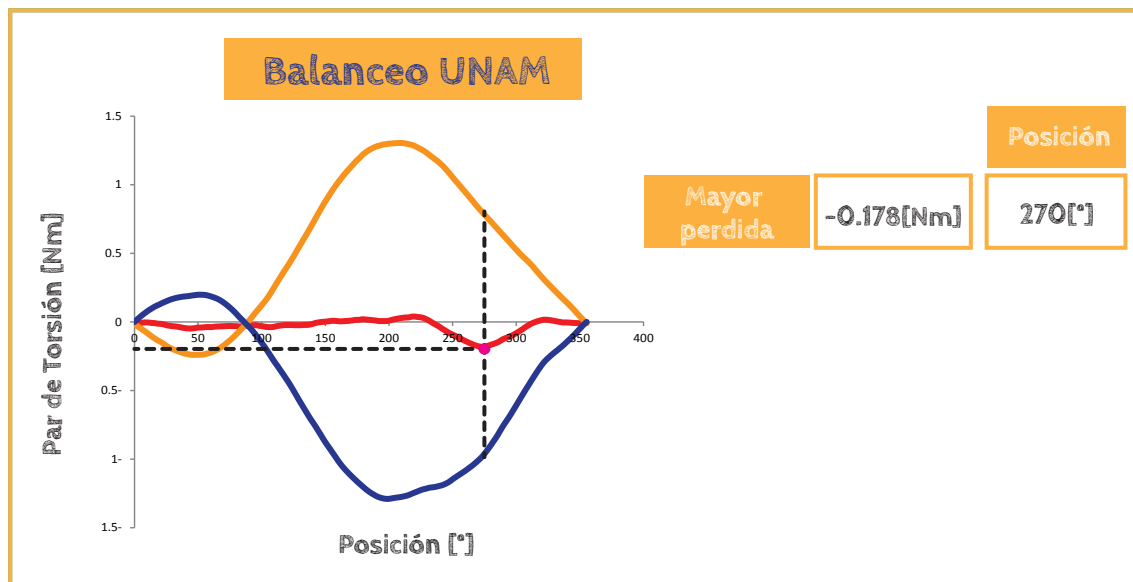 Balanceo UNAM
1.5
1
0.5
0
0.5-
1-
1.5-
0
50
100
150
200
250
300
350
400
Par de Torsión [Nm]
Posición [°]
Posición
Mayor
perdida
-0.178[Nm]
270[°]